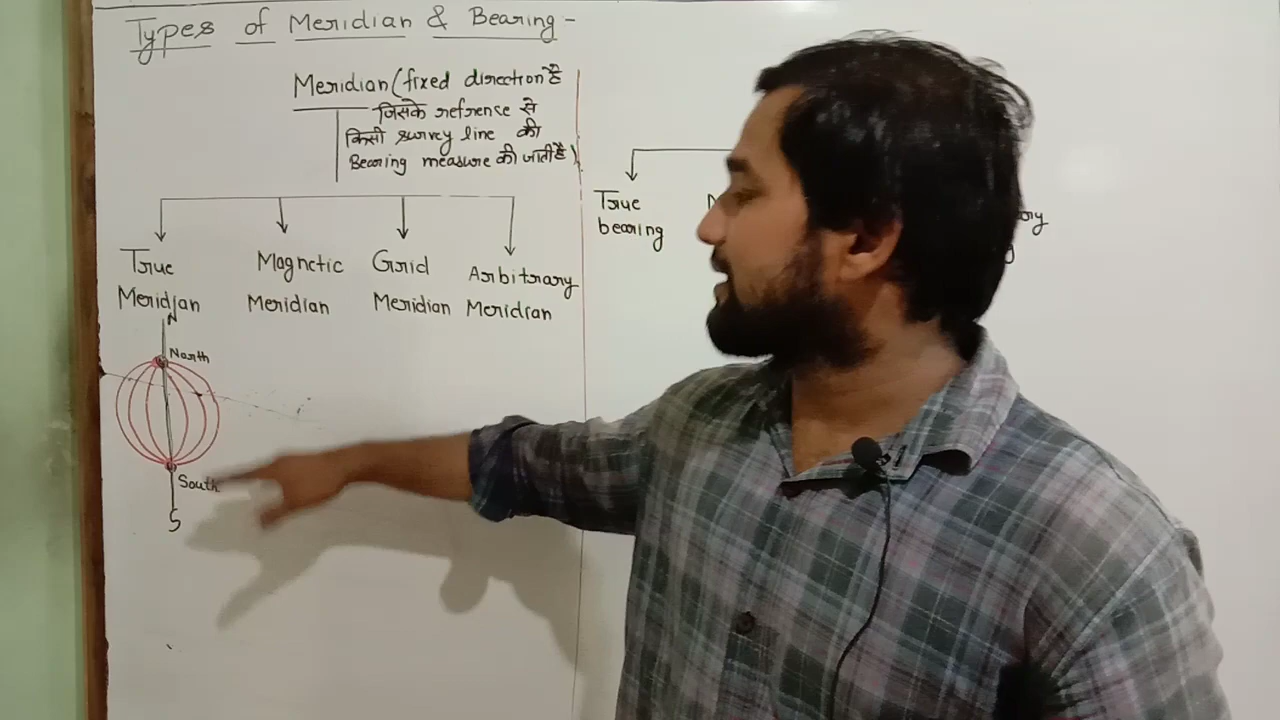 Types of Meridian & Bearing -
Meridian (fixed direction है
जिसके refrence से
किसी survey line की
Bearing measure की जाती है)
True
Meridian
Magnetic
Meridian
Grid
Meridian
Arbitrary
Meridian
True
bearing
N
North
South
S